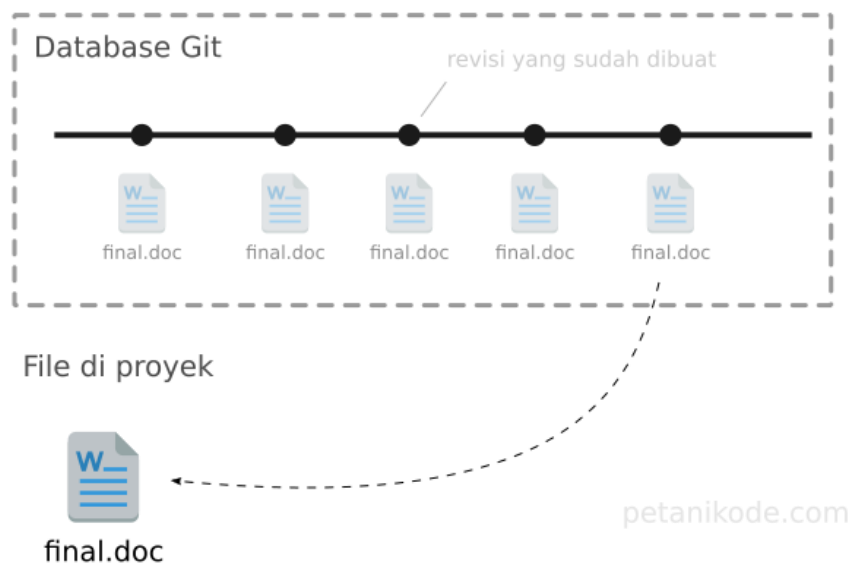 Database Git
revisi yang sudah dibuat
W
W
W
W
W
final.doc
final.doc
final.doc
final.doc
final.doc
File di proyek
W
final.doc
petanikode.com